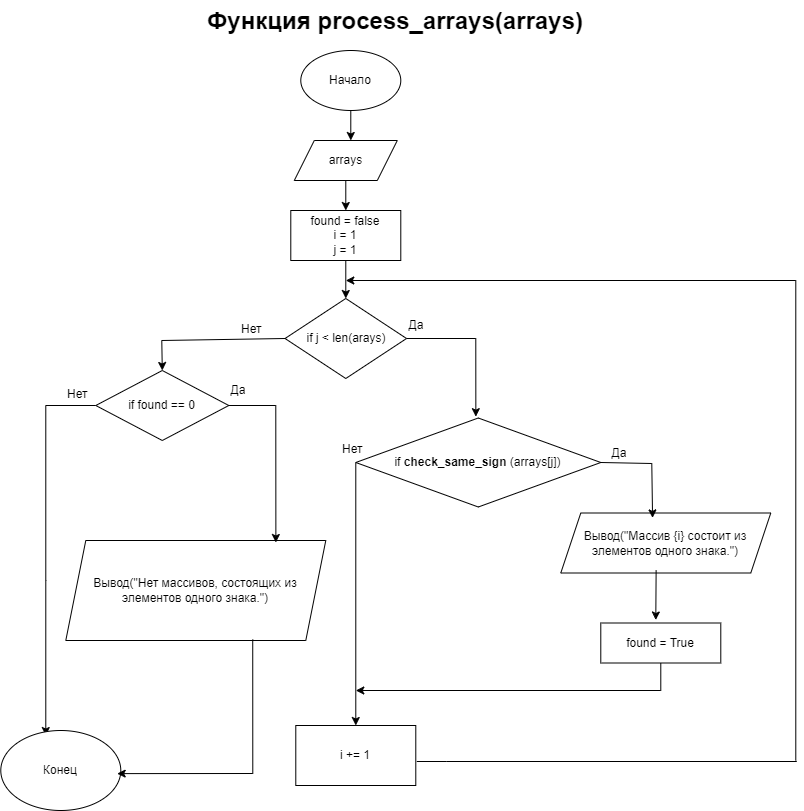 Функция process_arrays(arrays)
Начало
arrays
found = false
i = 1
j = 1
if j < len(arays)
Нет
Да
if found == 0
Нет
Да
if check_same_sign (arrays[j])
Нет
Да
Вывод("Массив {i} состоит из
элементов одного знака.")
Вывод("Нет массивов, состоящих из
элементов одного знака.")
found = True
i += 1
Конец